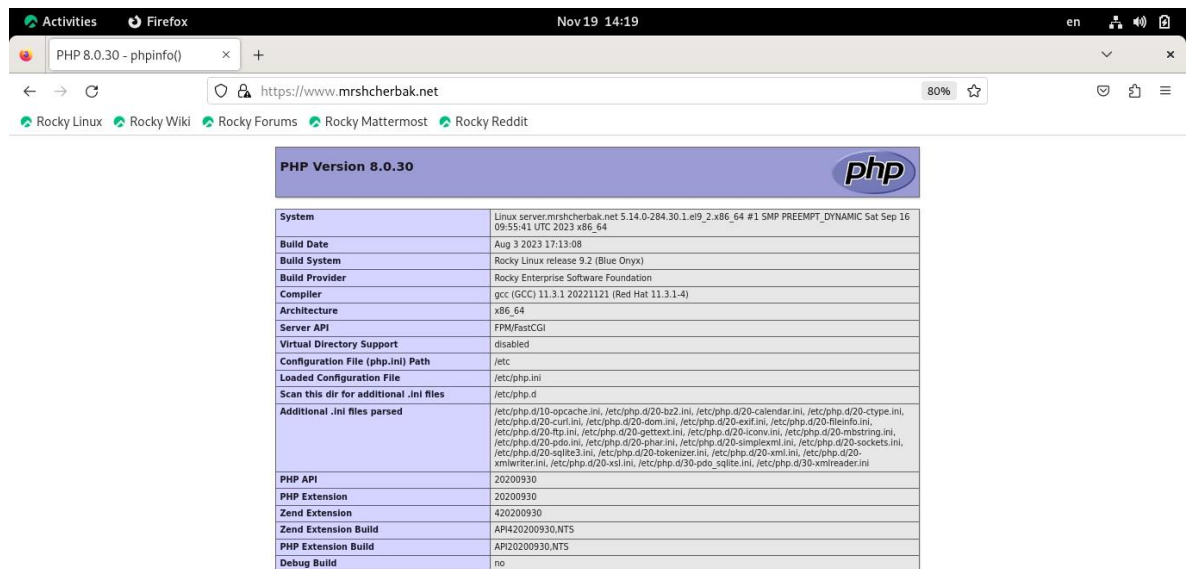 Activities Firefox Nov 19 14:19 en
PHP 8.0.30 - phpinfo() × +
https://www.mrshcherbak.net 80%
Rocky Linux Rocky Wiki Rocky Forums Rocky Mattermost Rocky Reddit
PHP Version 8.0.30 php
System Linux server.mrshcherbak.net 5.14.0-284.30.1.el9_2.x86_64 #1 SMP PREEMPT_DYNAMIC Sat Sep 16
09:55:41 UTC 2023 x86_64
Build Date Aug 3 2023 17:13:08
Build System Rocky Linux release 9.2 (Blue Onyx)
Build Provider Rocky Enterprise Software Foundation
Compiler gcc (GCC) 11.3.1 20221121 (Red Hat 11.3.1-4)
Architecture x86_64
Server API FPM/FastCGI
Virtual Directory Support disabled
Configuration File (php.ini) Path /etc
Loaded Configuration File /etc/php.ini
Scan this dir for additional .ini files /etc/php.d
Additional .ini files parsed /etc/php.d/10-opcache.ini, /etc/php.d/20-bz2.ini, /etc/php.d/20-calendar.ini, /etc/php.d/20-ctype.ini,
/etc/php.d/20-curl.ini, /etc/php.d/20-dom.ini, /etc/php.d/20-exif.ini, /etc/php.d/20-fileinfo.ini,
/etc/php.d/20-ftp.ini, /etc/php.d/20-gettext.ini, /etc/php.d/20-iconv.ini, /etc/php.d/20-mbstring.ini,
/etc/php.d/20-pdo.ini, /etc/php.d/20-phar.ini, /etc/php.d/20-simplexml.ini, /etc/php.d/20-sockets.ini,
/etc/php.d/20-sqlite3.ini, /etc/php.d/20-tokenizer.ini, /etc/php.d/20-xml.ini, /etc/php.d/20-
xmlwriter.ini, /etc/php.d/20-xsl.ini, /etc/php.d/30-pdo_sqlite.ini, /etc/php.d/30-xmlreader.ini
PHP API 20200930
PHP Extension 20200930
Zend Extension 420200930
Zend Extension Build API420200930,NTS
PHP Extension Build API20200930,NTS
Debug Build no